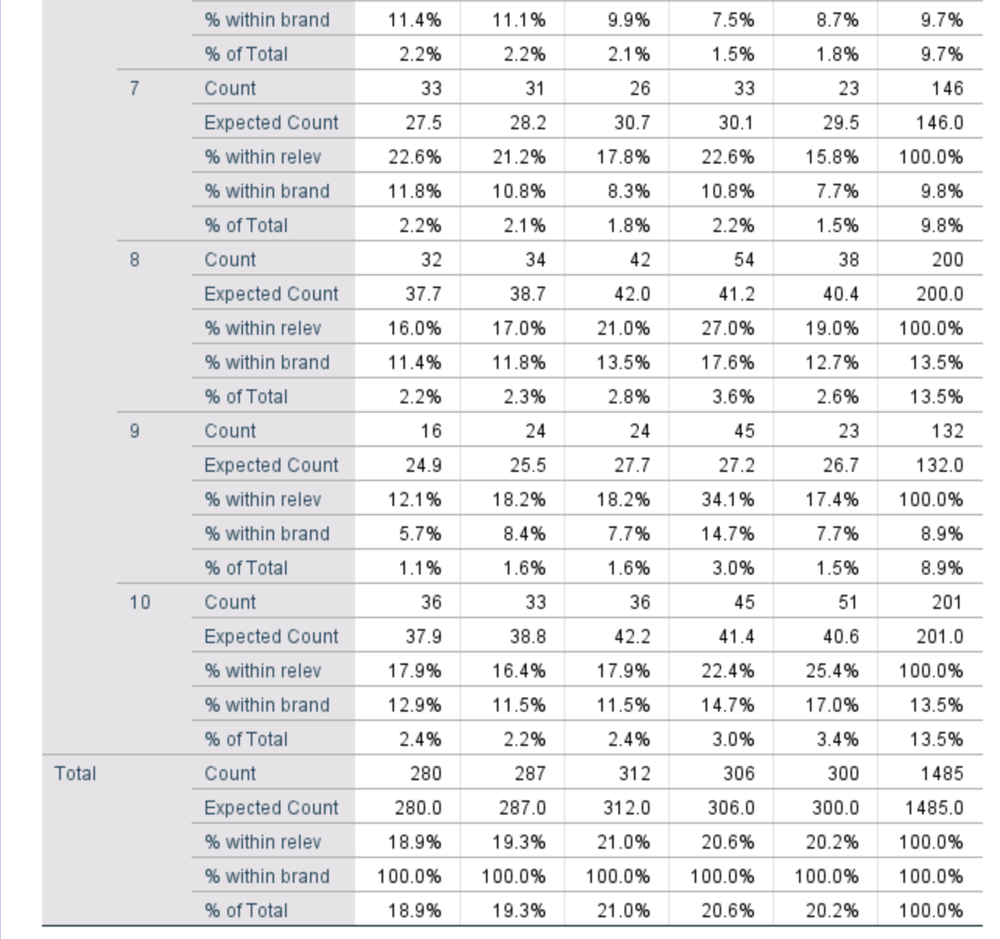 % within brand 11.4% 11.1% 9.9% 7.5% 8.7% 9.7%
% of Total 2.2% 2.2% 2.1% 1.5% 1.8% 9.7%
7 Count 33 31 26 33 23 146
Expected Count 27.5 28.2 30.7 30.1 29.5 146.0
% within relev 22.6% 21.2% 17.8% 22.6% 15.8% 100.0%
% within brand 11.8% 10.8% 8.3% 10.8% 7.7% 9.8%
% of Total 2.2% 2.1% 1.8% 2.2% 1.5% 9.8%
8 Count 32 34 42 54 38 200
Expected Count 37.7 38.7 42.0 41.2 40.4 200.0
% within relev 16.0% 17.0% 21.0% 27.0% 19.0% 100.0%
% within brand 11.4% 11.8% 13.5% 17.6% 12.7% 13.5%
% of Total 2.2% 2.3% 2.8% 3.6% 2.6% 13.5%
9 Count 16 24 24 45 23 132
Expected Count 24.9 25.5 27.7 27.2 26.7 132.0
% within relev 12.1% 18.2% 18.2% 34.1% 17.4% 100.0%
% within brand 5.7% 8.4% 7.7% 14.7% 7.7% 8.9%
% of Total 1.1% 1.6% 1.6% 3.0% 1.5% 8.9%
10 Count 36 33 36 45 51 201
Expected Count 37.9 38.8 42.2 41.4 40.6 201.0
% within relev 17.9% 16.4% 17.9% 22.4% 25.4% 100.0%
% within brand 12.9% 11.5% 11.5% 14.7% 17.0% 13.5%
% of Total 2.4% 2.2% 2.4% 3.0% 3.4% 13.5%
Total Count 280 287 312 306 300 1485
Expected Count 280.0 287.0 312.0 306.0 300.0 1485.0
% within relev 18.9% 19.3% 21.0% 20.6% 20.2% 100.0%
% within brand 100.0% 100.0% 100.0% 100.0% 100.0% 100.0%
% of Total 18.9% 19.3% 21.0% 20.6% 20.2% 100.0%